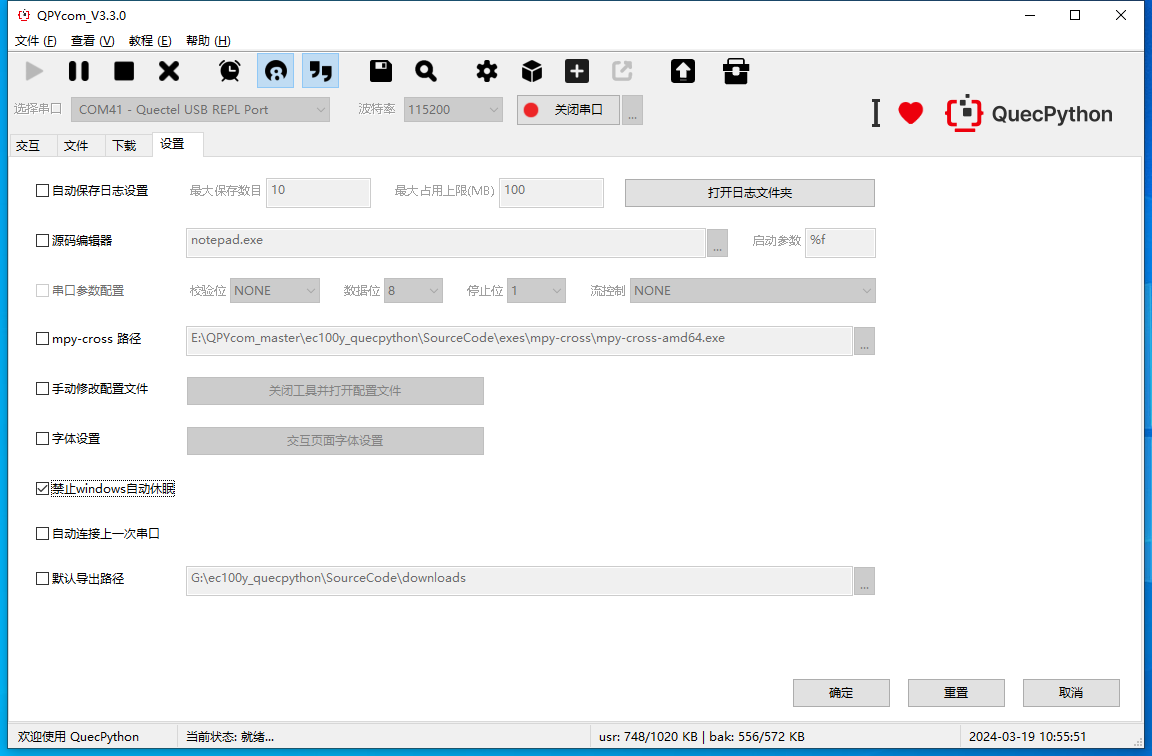 QPYcom_V3.3.0
文件 (F) 查看 (V) 教程 (E) 帮助 (H)
选择串口 COM41 - Quectel USB REPL Port 波特率 115200 关闭串口 ...
I QuecPython
交互 文件 下载 设置
自动保存日志设置 最大保存数目 10 最大占用上限(MB) 100 打开日志文件夹
源码编辑器 notepad.exe ... 启动参数 %f
串口参数配置 校验位 NONE 数据位 8 停止位 1 流控制 NONE
mpy-cross 路径 E:\QPYcom_master\ec100y_quecpython\SourceCode\exes\mpy-cross\mpy-cross-amd64.exe ...
手动修改配置文件 关闭工具并打开配置文件
字体设置 交互页面字体设置
禁止windows自动休眠
自动连接上一次串口
默认导出路径 G:\ec100y_quecpython\SourceCode\downloads ...
确定 重置 取消
欢迎使用 QuecPython 当前状态: 就绪... usr: 748/1020 KB | bak: 556/572 KB 2024-03-19 10:55:51